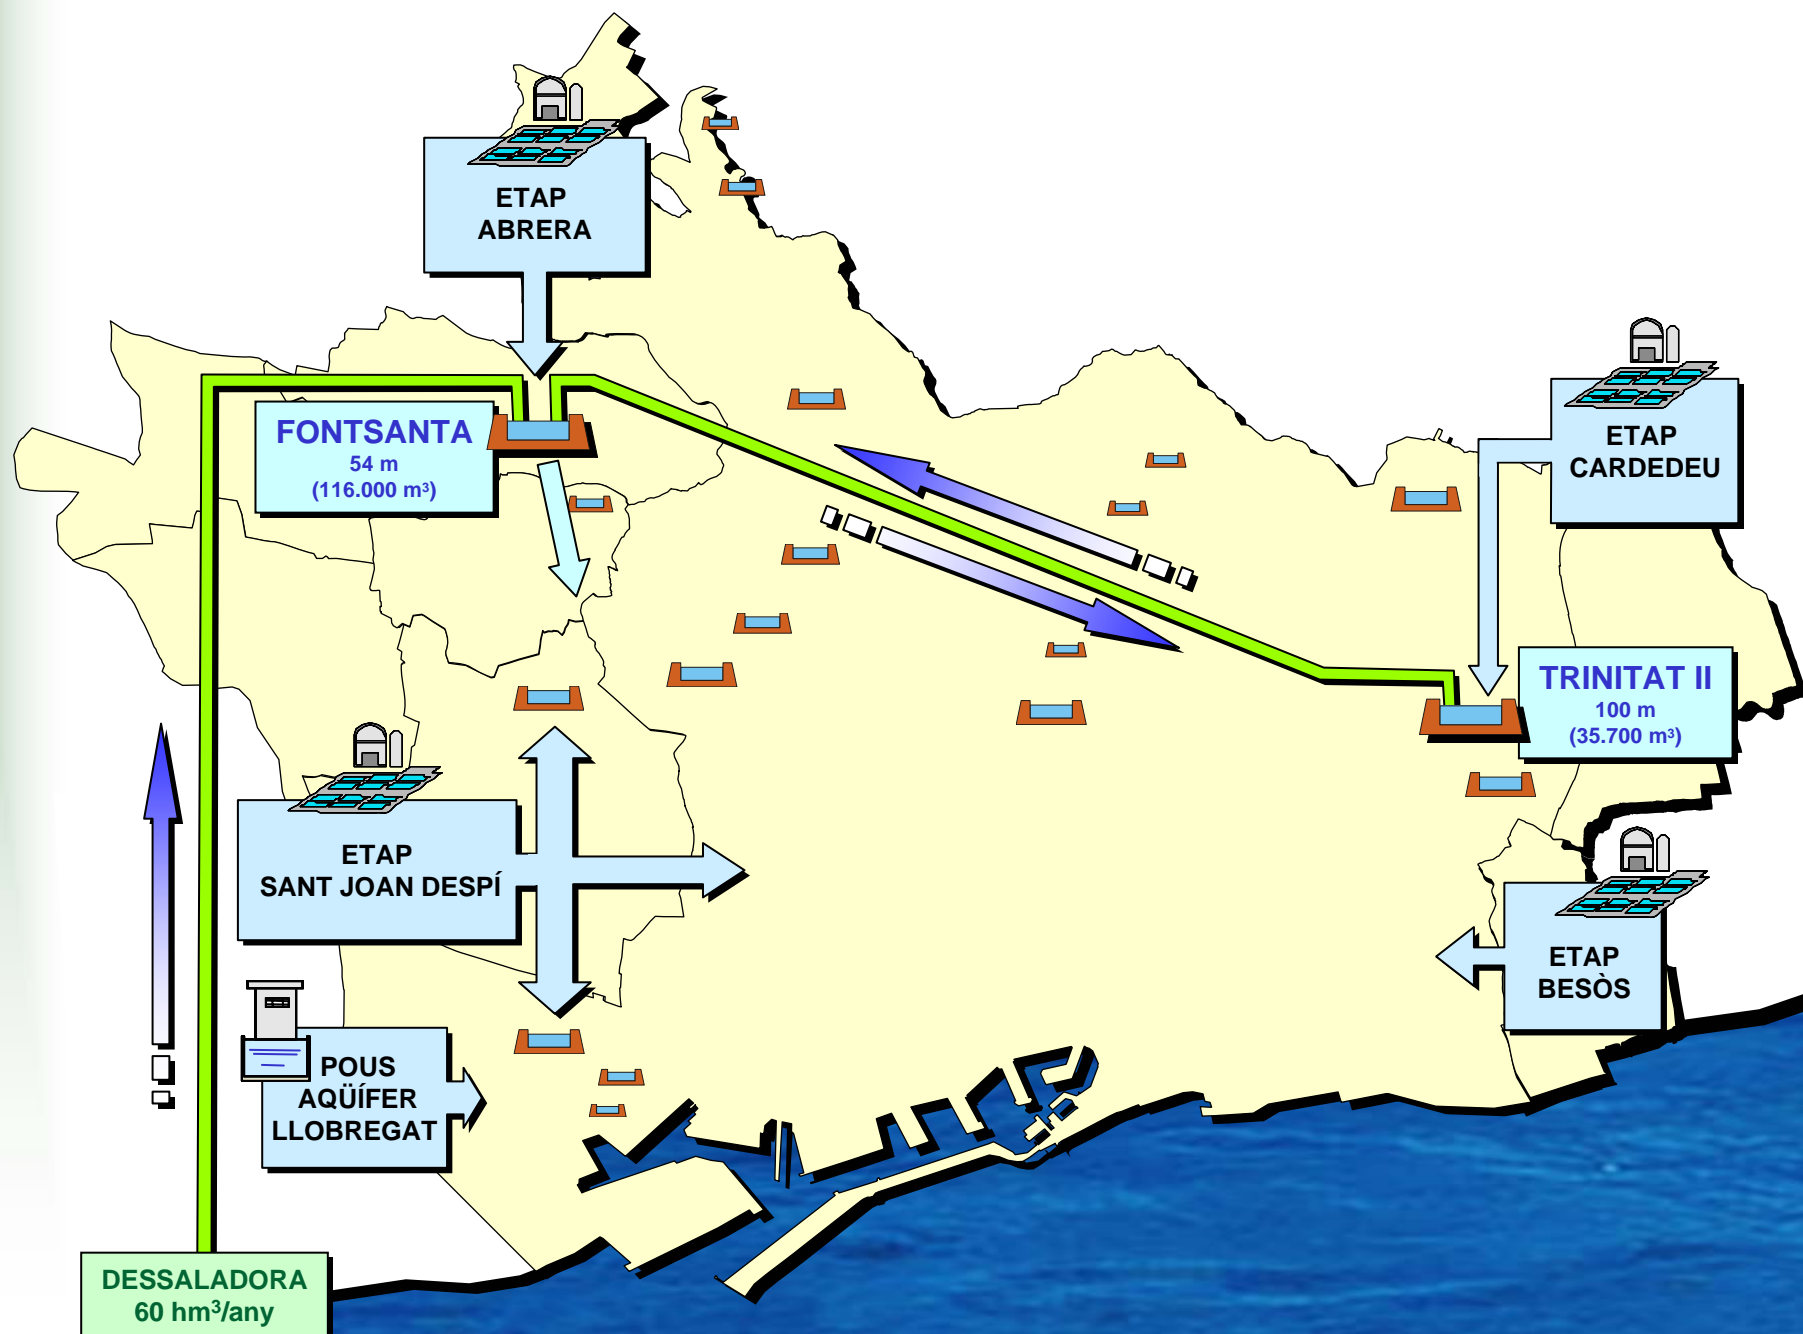 ETAP
ABRERA
FONTSANTA
54 m
(116.000 m³)
ETAP
CARDEDEU
TRINITAT II
100 m
(35.700 m³)
ETAP
SANT JOAN DESPÍ
ETAP
BESÒS
POUS
AQÜÍFER
LLOBREGAT
DESSALADORA
60 hm³/any